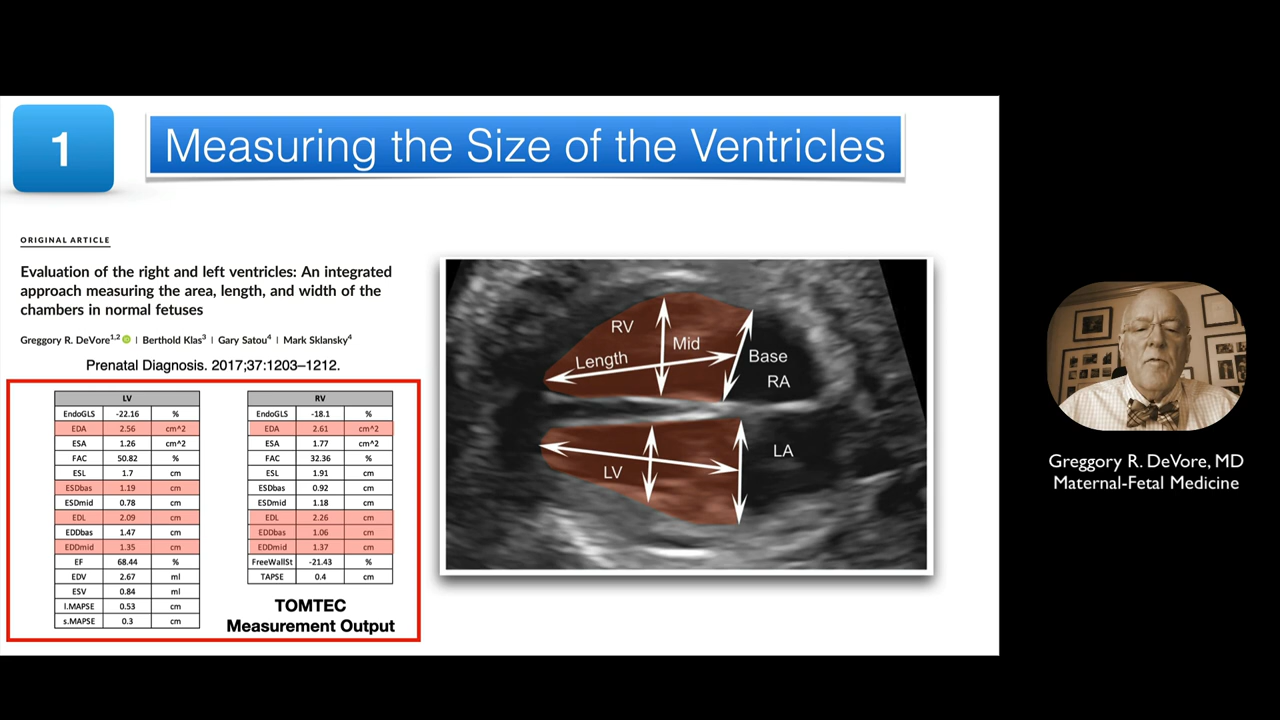 1
Measuring the Size of the Ventricles
ORIGINAL ARTICLE
Evaluation of the right and left ventricles: An integrated
approach measuring the area, length, and width of the
chambers in normal fetuses
Greggory R. DeVore1,2 iD | Berthold Klas3 | Gary Satou4 | Mark Sklansky4
Prenatal Diagnosis. 2017;37:1203–1212.
LV
EndoGLS -22.16 %
EDA 2.56 cm^2
ESA 1.26 cm^2
FAC 50.82 %
ESL 1.7 cm
ESDbas 1.19 cm
ESDmid 0.78 cm
EDL 2.09 cm
EDDbas 1.47 cm
EDDmid 1.35 cm
EF 68.44 %
EDV 2.67 ml
ESV 0.84 ml
l.MAPSE 0.53 cm
s.MAPSE 0.3 cm
RV
EndoGLS -18.1 %
EDA 2.61 cm^2
ESA 1.77 cm^2
FAC 32.36 %
ESL 1.91 cm
ESDbas 0.92 cm
ESDmid 1.18 cm
EDL 2.26 cm
EDDbas 1.06 cm
EDDmid 1.37 cm
FreeWallSt -21.43 %
TAPSE 0.4 cm
TOMTEC
Measurement Output
RV
Length
Mid
Base
RA
LV
LA
Greggory R. DeVore, MD
Maternal-Fetal Medicine